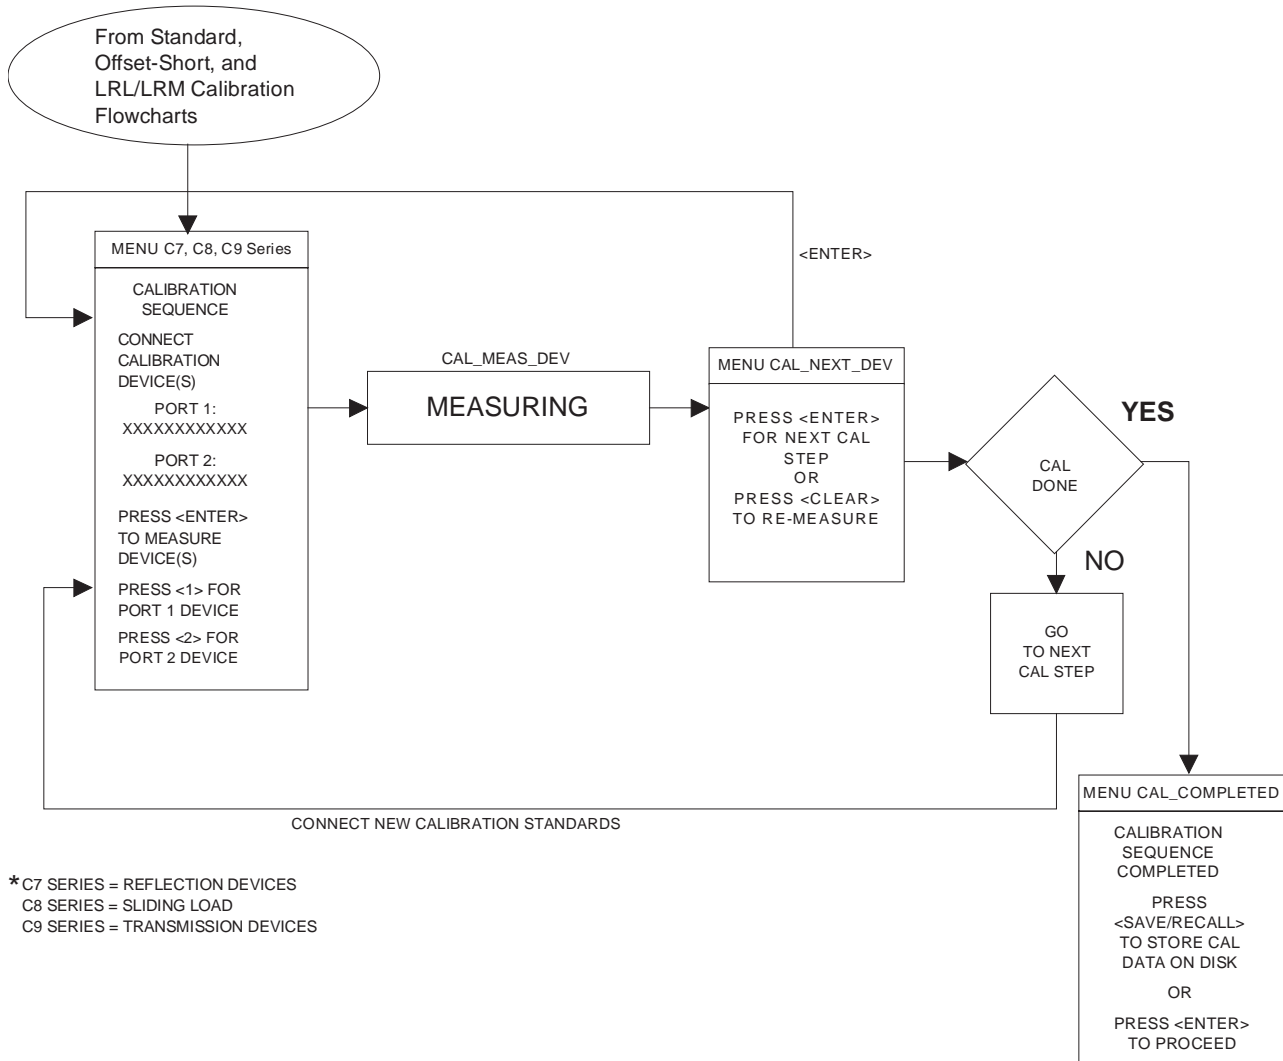 From Standard,
Offset-Short, and
LRL/LRM Calibration
Flowcharts
MENU C7, C8, C9 Series
CALIBRATION
SEQUENCE
CONNECT
CALIBRATION
DEVICE(S)
PORT 1:
XXXXXXXXXXXX
PORT 2:
XXXXXXXXXXXX
PRESS <ENTER>
TO MEASURE
DEVICE(S)
PRESS <1> FOR
PORT 1 DEVICE
PRESS <2> FOR
PORT 2 DEVICE
CAL_MEAS_DEV
MEASURING
<ENTER>
MENU CAL_NEXT_DEV
PRESS <ENTER>
FOR NEXT CAL
STEP
OR
PRESS <CLEAR>
TO RE-MEASURE
CAL
DONE
YES
NO
GO
TO NEXT
CAL STEP
CONNECT NEW CALIBRATION STANDARDS
MENU CAL_COMPLETED
CALIBRATION
SEQUENCE
COMPLETED
PRESS
<SAVE/RECALL>
TO STORE CAL
DATA ON DISK
OR
PRESS <ENTER>
TO PROCEED
*C7 SERIES = REFLECTION DEVICES
C8 SERIES = SLIDING LOAD
C9 SERIES = TRANSMISSION DEVICES